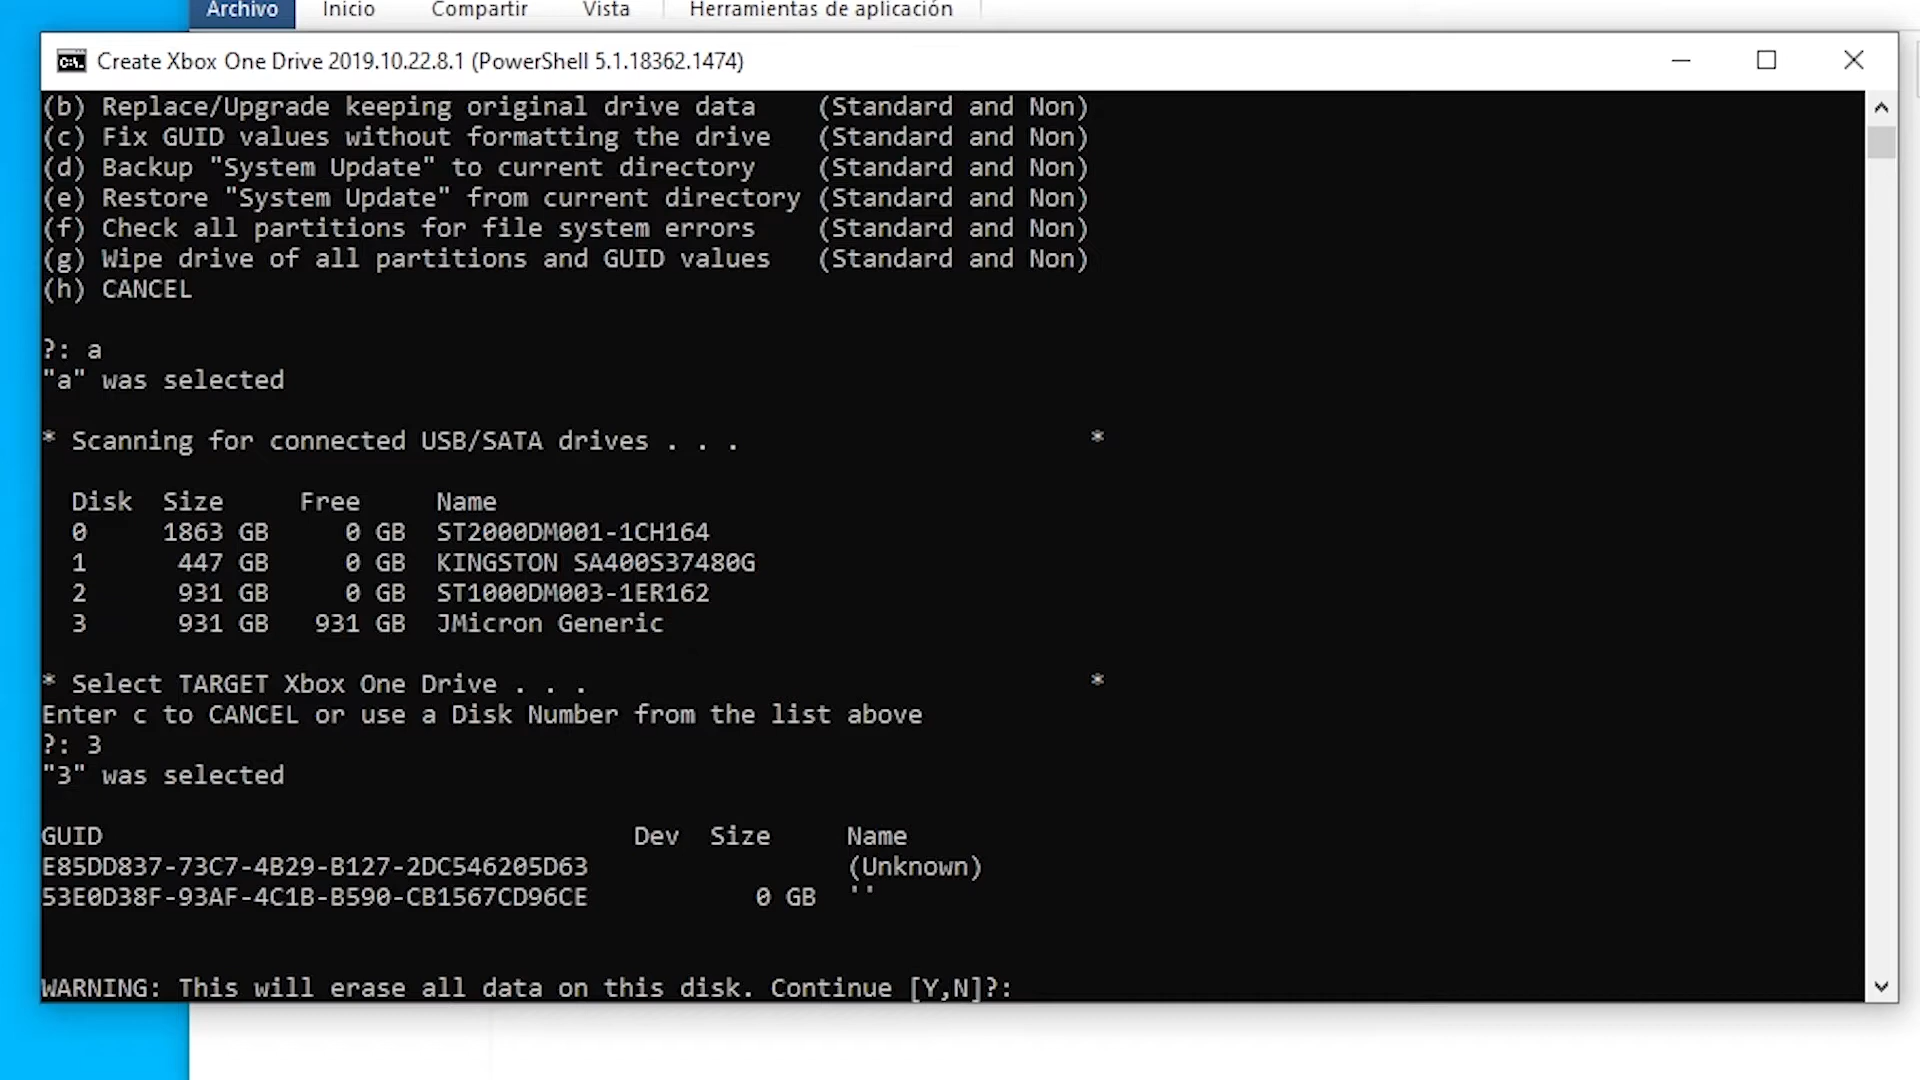 Archivo Inicio Compartir Vista Herramientas de aplicación
Create Xbox One Drive 2019.10.22.8.1 (PowerShell 5.1.18362.1474)
(b) Replace/Upgrade keeping original drive data (Standard and Non)
(c) Fix GUID values without formatting the drive (Standard and Non)
(d) Backup "System Update" to current directory (Standard and Non)
(e) Restore "System Update" from current directory (Standard and Non)
(f) Check all partitions for file system errors (Standard and Non)
(g) Wipe drive of all partitions and GUID values (Standard and Non)
(h) CANCEL
?: a
"a" was selected
* Scanning for connected USB/SATA drives . . . *
Disk Size Free Name
0 1863 GB 0 GB ST2000DM001-1CH164
1 447 GB 0 GB KINGSTON SA400S37480G
2 931 GB 0 GB ST1000DM003-1ER162
3 931 GB 931 GB JMicron Generic
* Select TARGET Xbox One Drive . . . *
Enter c to CANCEL or use a Disk Number from the list above
?: 3
"3" was selected
GUID Dev Size Name
E85DD837-73C7-4B29-B127-2DC546205D63 (Unknown)
53E0D38F-93AF-4C1B-B590-CB1567CD96CE 0 GB ''
WARNING: This will erase all data on this disk. Continue [Y,N]?: